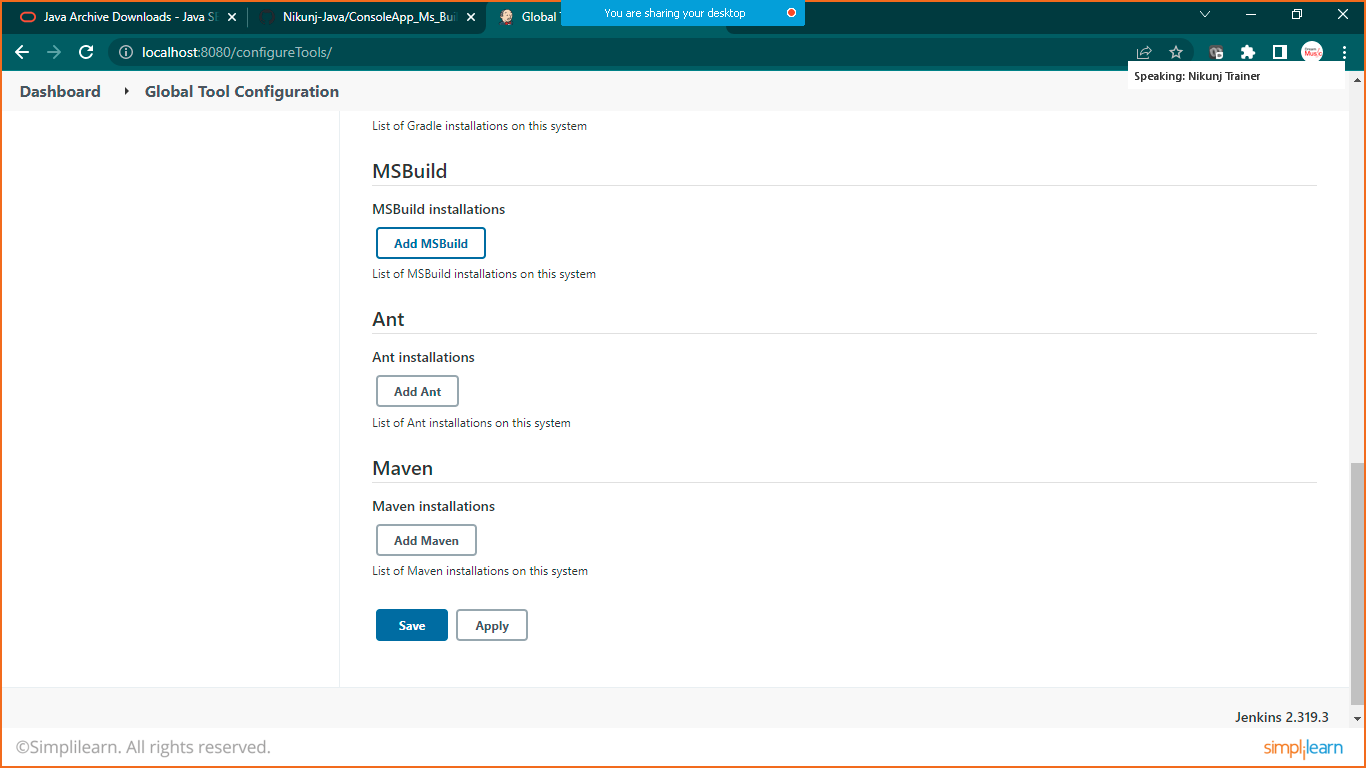 Java Archive Downloads - Java SE
Nikunj-Java/ConsoleApp_Ms_Bui
Global T
You are sharing your desktop
localhost:8080/configureTools/
Speaking: Nikunj Trainer
Dashboard
Global Tool Configuration
List of Gradle installations on this system
MSBuild
MSBuild installations
Add MSBuild
List of MSBuild installations on this system
Ant
Ant installations
Add Ant
List of Ant installations on this system
Maven
Maven installations
Add Maven
List of Maven installations on this system
Save
Apply
Jenkins 2.319.3
©Simplilearn. All rights reserved.
simplilearn